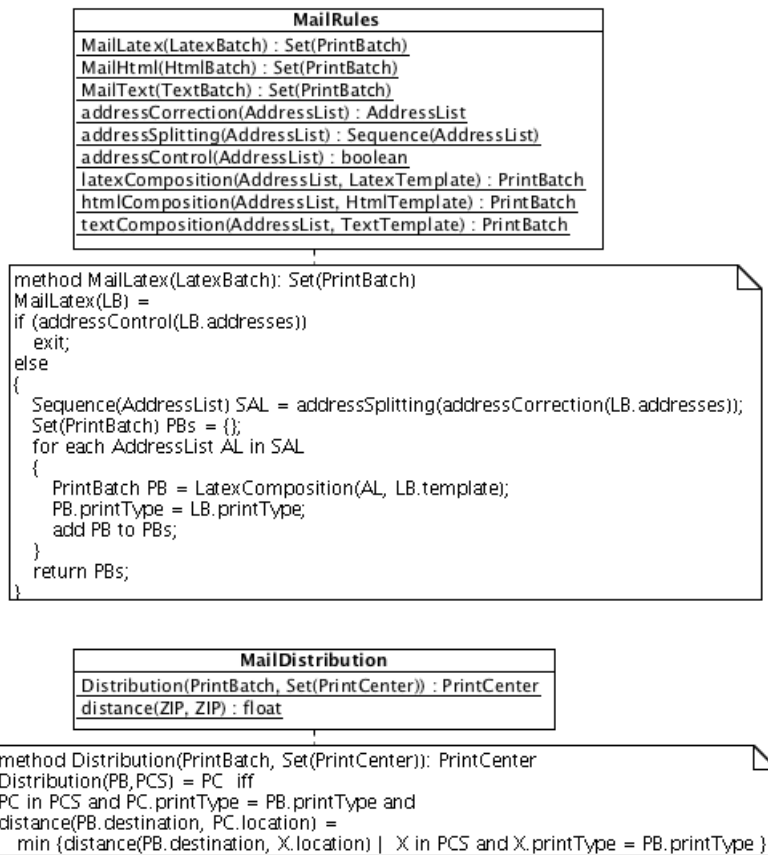 MailRules
MailLatex(LatexBatch) : Set(PrintBatch)
MailHtml(HtmlBatch) : Set(PrintBatch)
MailText(TextBatch) : Set(PrintBatch)
addressCorrection(AddressList) : AddressList
addressSplitting(AddressList) : Sequence(AddressList)
addressControl(AddressList) : boolean
latexComposition(AddressList, LatexTemplate) : PrintBatch
htmlComposition(AddressList, HtmlTemplate) : PrintBatch
textComposition(AddressList, TextTemplate) : PrintBatch
method MailLatex(LatexBatch): Set(PrintBatch)
MailLatex(LB) =
if (addressControl(LB.addresses))
exit;
else
{
Sequence(AddressList) SAL = addressSplitting(addressCorrection(LB.addresses));
Set(PrintBatch) PBs = {};
for each AddressList AL in SAL
{
PrintBatch PB = LatexComposition(AL, LB.template);
PB.printType = LB.printType;
add PB to PBs;
}
return PBs;
}
MailDistribution
Distribution(PrintBatch, Set(PrintCenter)) : PrintCenter
distance(ZIP, ZIP) : float
method Distribution(PrintBatch, Set(PrintCenter)): PrintCenter
Distribution(PB,PCS) = PC iff
PC in PCS and PC.printType = PB.printType and
distance(PB.destination, PC.location) =
min {distance(PB.destination, X.location) | X in PCS and X.printType = PB.printType }